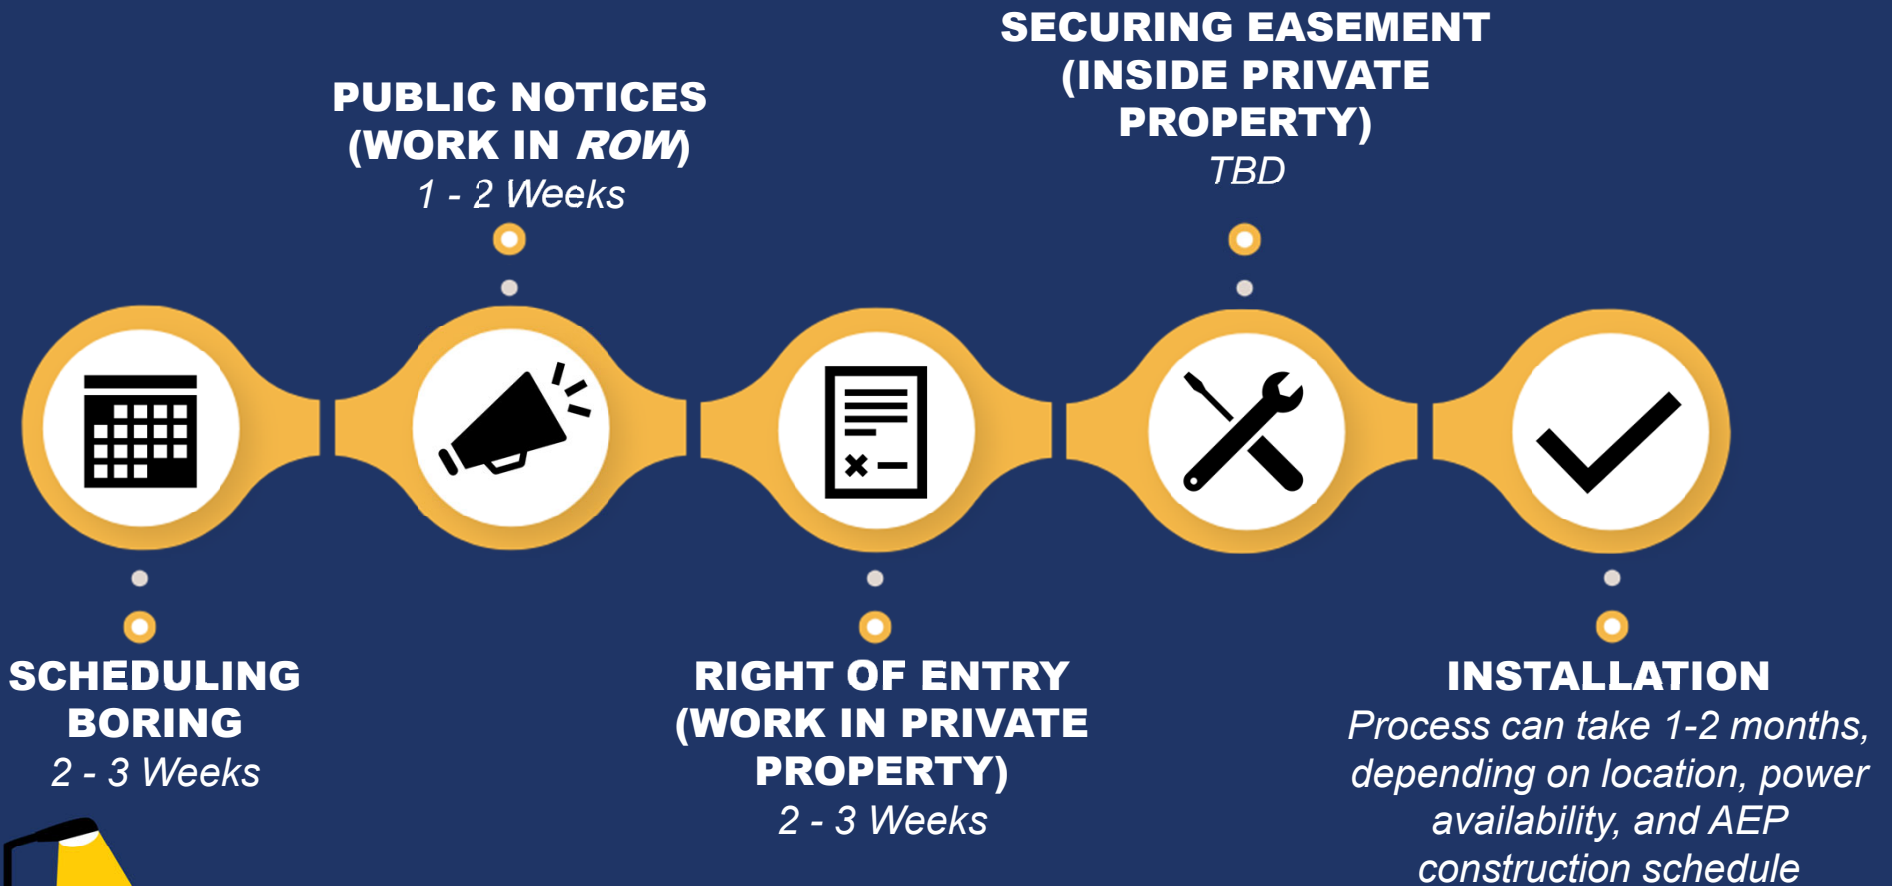 SCHEDULING
BORING
2 - 3 Weeks
PUBLIC NOTICES
(WORK IN ROW)
1 - 2 Weeks
RIGHT OF ENTRY
(WORK IN PRIVATE
PROPERTY)
2 - 3 Weeks
SECURING EASEMENT
(INSIDE PRIVATE
PROPERTY)
TBD
INSTALLATION
Process can take 1-2 months,
depending on location, power
availability, and AEP
construction schedule